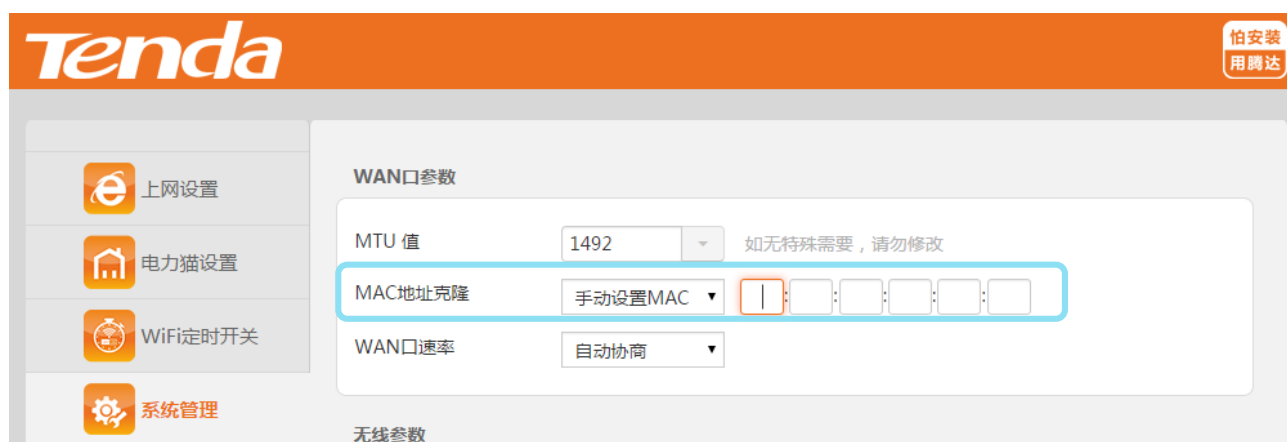 Tenda
怕安装
用腾达
上网设置
电力猫设置
WiFi定时开关
系统管理
WAN口参数
MTU 值 1492 如无特殊需要，请勿修改
MAC地址克隆 手动设置MAC : : : : :
WAN口速率 自动协商
无线参数